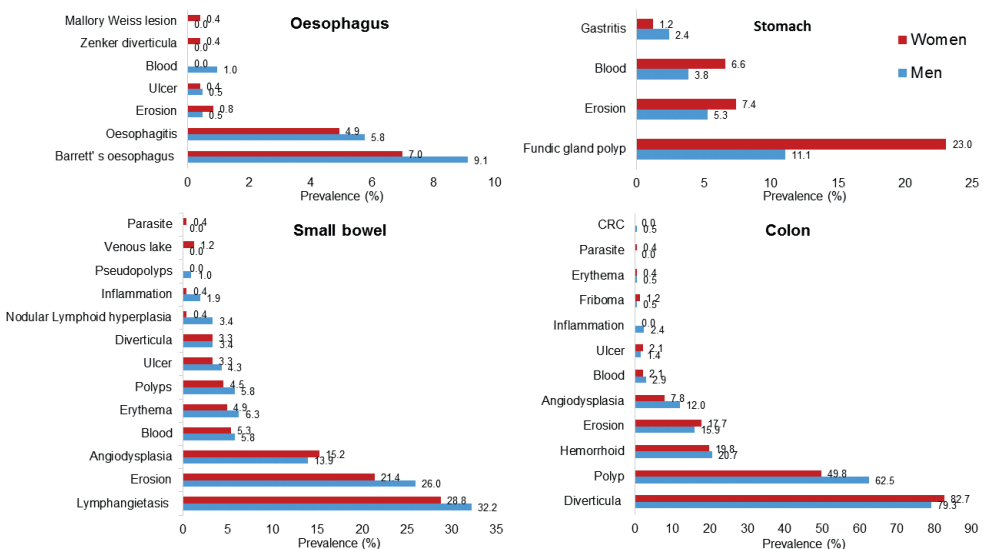 Oesophagus
Mallory Weiss lesion 0.4 0.0
Zenker diverticula 0.4 0.0
Blood 0.0 1.0
Ulcer 0.4 0.5
Erosion 0.8 0.5
Oesophagitis 4.9 5.8
Barrett' s oesophagus 7.0 9.1
0 2 4 6 8 10
Prevalence (%)
Stomach
Women
Men
Gastritis 1.2 2.4
Blood 6.6 3.8
Erosion 7.4 5.3
Fundic gland polyp 23.0 11.1
0 5 10 15 20 25
Prevalence (%)
Small bowel
Parasite 0.4 0.0
Venous lake 1.2 0.0
Pseudopolyps 0.0 1.0
Inflammation 0.4 1.9
Nodular Lymphoid hyperplasia 0.4 3.4
Diverticula 3.3 3.4
Ulcer 3.3 4.3
Polyps 4.5 5.8
Erythema 4.9 6.3
Blood 5.3 5.8
Angiodysplasia 15.2 13.9
Erosion 21.4 26.0
Lymphangietasis 28.8 32.2
0 5 10 15 20 25 30 35
Prevalence (%)
Colon
CRC 0.0 0.5
Parasite 0.4 0.0
Erythema 0.4 0.5
Friboma 1.2 0.5
Inflammation 0.0 2.4
Ulcer 2.1 1.4
Blood 2.1 2.9
Angiodysplasia 7.8 12.0
Erosion 17.7 15.9
Hemorrhoid 19.8 20.7
Polyp 49.8 62.5
Diverticula 82.7 79.3
0 10 20 30 40 50 60 70 80 90
Prevalence (%)